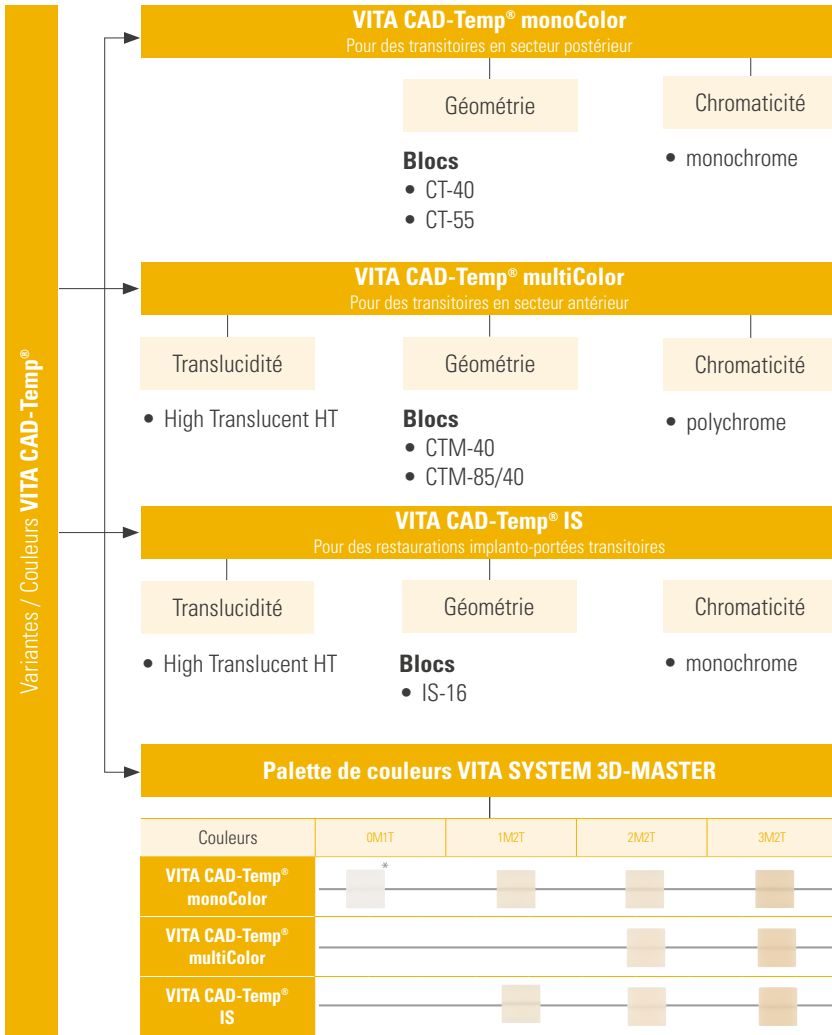 Variantes / Couleurs VITA CAD-Temp®
VITA CAD-Temp® monoColor
Pour des transitoires en secteur postérieur
Géométrie
Chromaticité
Blocs
• CT-40
• CT-55
• monochrome
VITA CAD-Temp® multiColor
Pour des transitoires en secteur antérieur
Translucidité
Géométrie
Chromaticité
• High Translucent HT
Blocs
• CTM-40
• CTM-85/40
• polychrome
VITA CAD-Temp® IS
Pour des restaurations implanto-portées transitoires
Translucidité
Géométrie
Chromaticité
• High Translucent HT
Blocs
• IS-16
• monochrome
Palette de couleurs VITA SYSTEM 3D-MASTER
Couleurs 0M1T 1M2T 2M2T 3M2T
VITA CAD-Temp®
monoColor
*
VITA CAD-Temp®
multiColor
VITA CAD-Temp®
IS